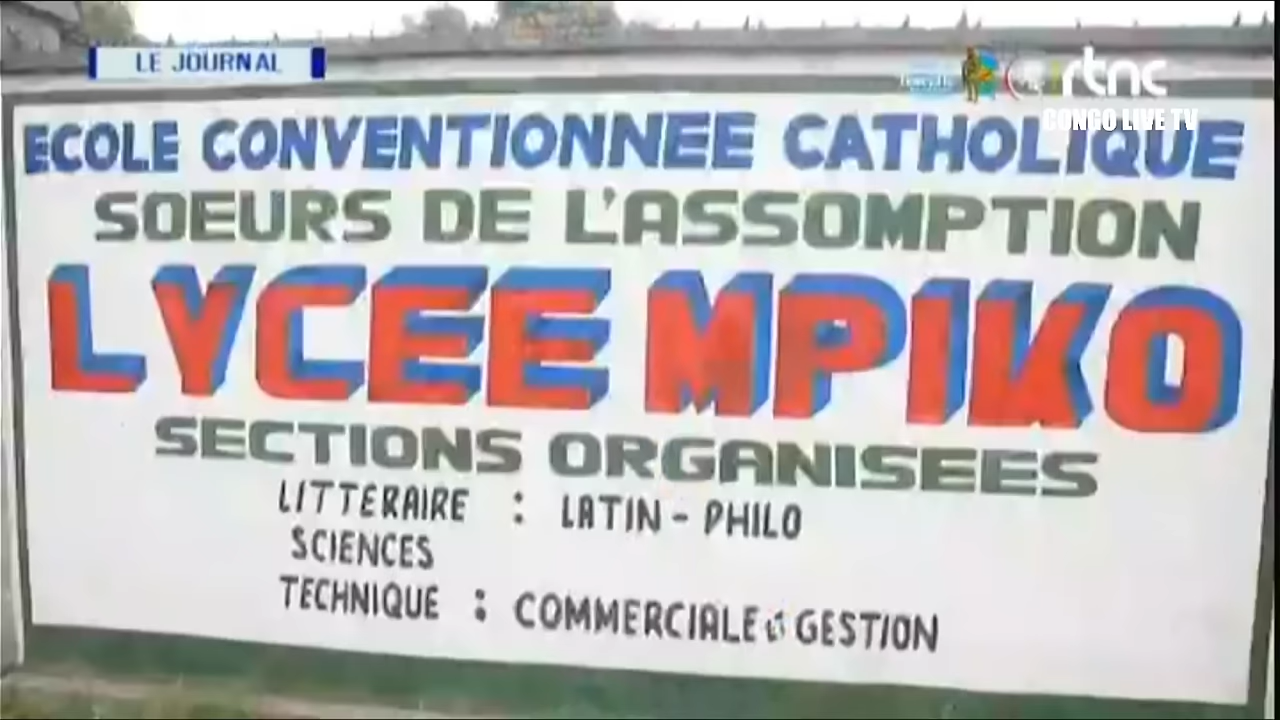 LE JOURNAL
rtnc
CONGO LIVE TV
ECOLE CONVENTIONNEE CATHOLIQUE
SOEURS DE L'ASSOMPTION
LYCEE MPIKO
SECTIONS ORGANISEES
LITTERAIRE : LATIN - PHILO
SCIENCES
TECHNIQUE : COMMERCIALE et GESTION